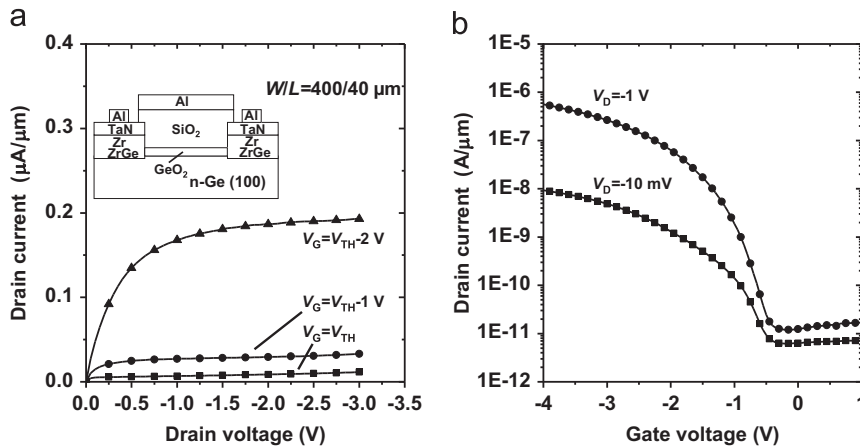 a
0.4
0.3
0.2
0.1
0.0
Drain current (μA/μm)
W/L=400/40 μm
Al
Al
Al
TaN
SiO2
TaN
Zr
Zr
ZrGe
ZrGe
GeO2
n-Ge (100)
VG=VTH-2 V
VG=VTH-1 V
VG=VTH
0.0 -0.5 -1.0 -1.5 -2.0 -2.5 -3.0 -3.5
Drain voltage (V)
b
1E-5
1E-6
1E-7
1E-8
1E-9
1E-10
1E-11
1E-12
Drain current (A/μm)
VD=-1 V
VD=-10 mV
-4 -3 -2 -1 0 1
Gate voltage (V)